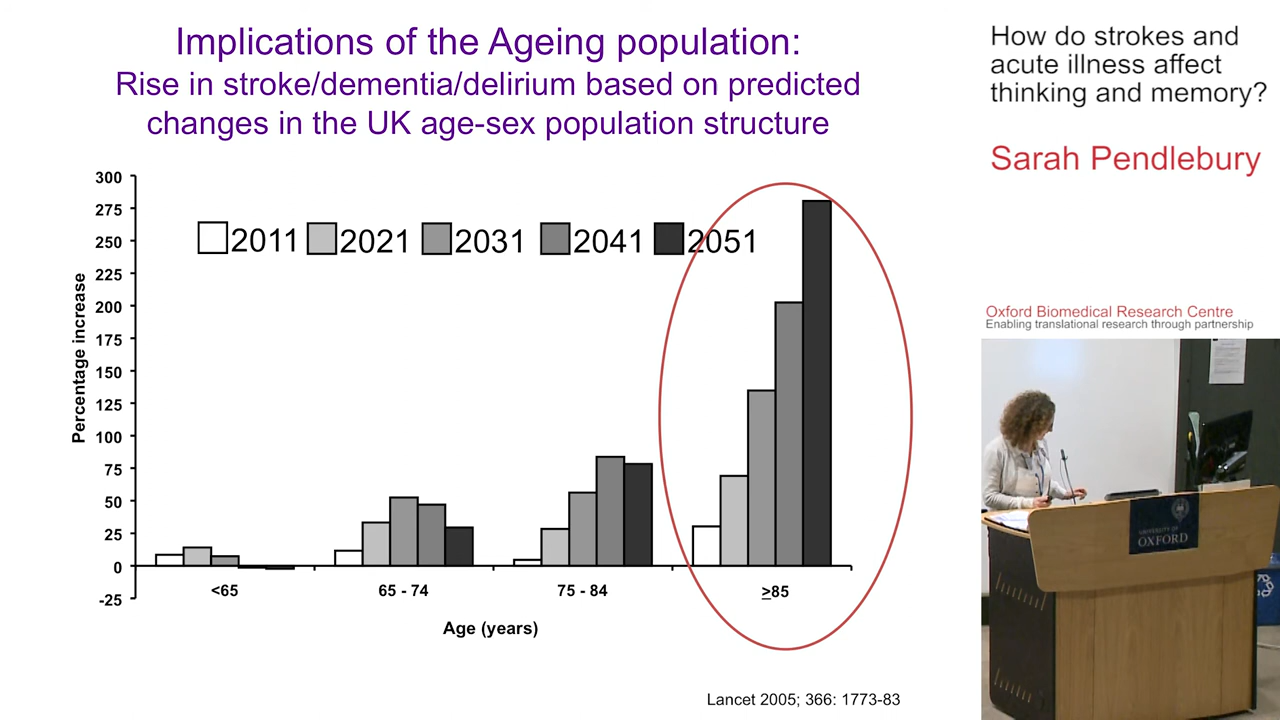 Implications of the Ageing population:
Rise in stroke/dementia/delirium based on predicted
changes in the UK age-sex population structure
How do strokes and
acute illness affect
thinking and memory?
Sarah Pendlebury
Oxford Biomedical Research Centre
Enabling translational research through partnership
300
275
250
225
200
175
150
125
100
75
50
25
0
-25
Percentage increase
2011 2021 2031 2041 2051
<65 65 - 74 75 - 84 ≥85
Age (years)
Lancet 2005; 366: 1773-83
UNIVERSITY OF
OXFORD